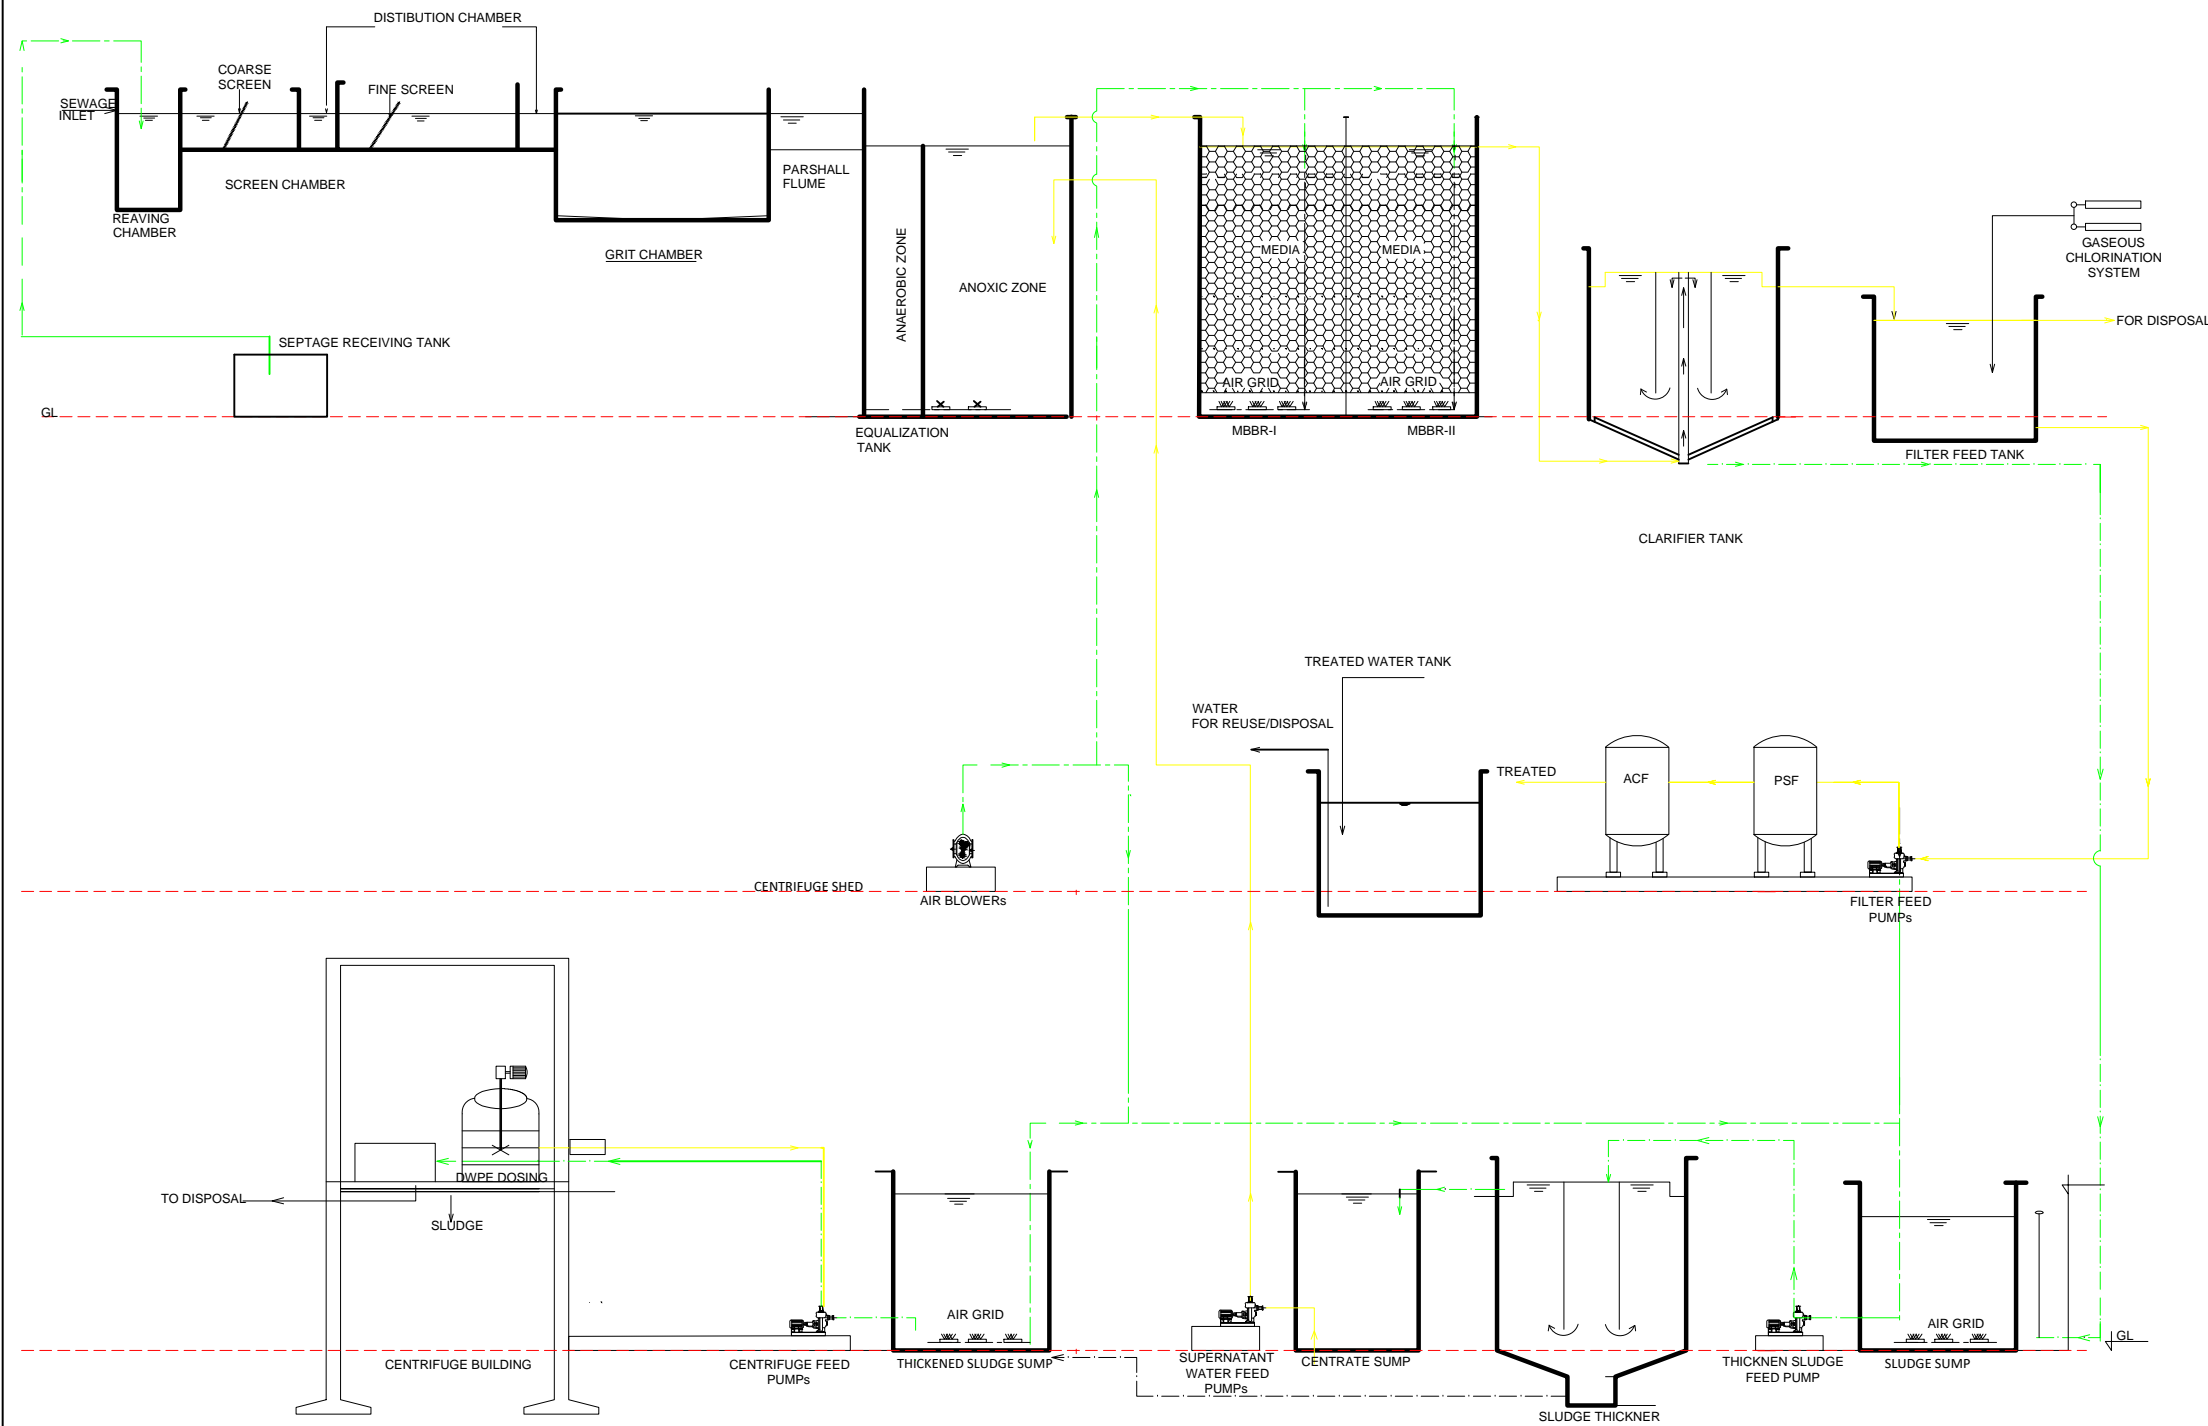 DISTIBUTION CHAMBER
COARSE
SCREEN
FINE SCREEN
SEWAGE
INLET
SCREEN CHAMBER
REAVING
CHAMBER
GRIT CHAMBER
PARSHALL
FLUME
ANAEROBIC ZONE
ANOXIC ZONE
MEDIA
MEDIA
AIR GRID
AIR GRID
GASEOUS
CHLORINATION
SYSTEM
FOR DISPOSAL
SEPTAGE RECEIVING TANK
GL
EQUALIZATION
TANK
MBBR-I
MBBR-II
FILTER FEED TANK
CLARIFIER TANK
TREATED WATER TANK
WATER
FOR REUSE/DISPOSAL
TREATED
ACF
PSF
CENTRIFUGE SHED
AIR BLOWERs
FILTER FEED
PUMPs
DWPE DOSING
TO DISPOSAL
SLUDGE
AIR GRID
AIR GRID
GL
CENTRIFUGE BUILDING
CENTRIFUGE FEED
PUMPs
THICKENED SLUDGE SUMP
SUPERNATANT
WATER FEED
PUMPs
CENTRATE SUMP
THICKNEN SLUDGE
FEED PUMP
SLUDGE SUMP
SLUDGE THICKNER